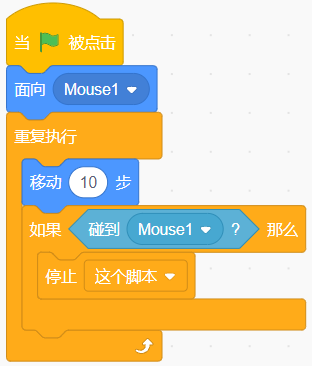 当 被点击
面向 Mouse1
重复执行
移动 10 步
如果 碰到 Mouse1 ? 那么
停止 这个脚本